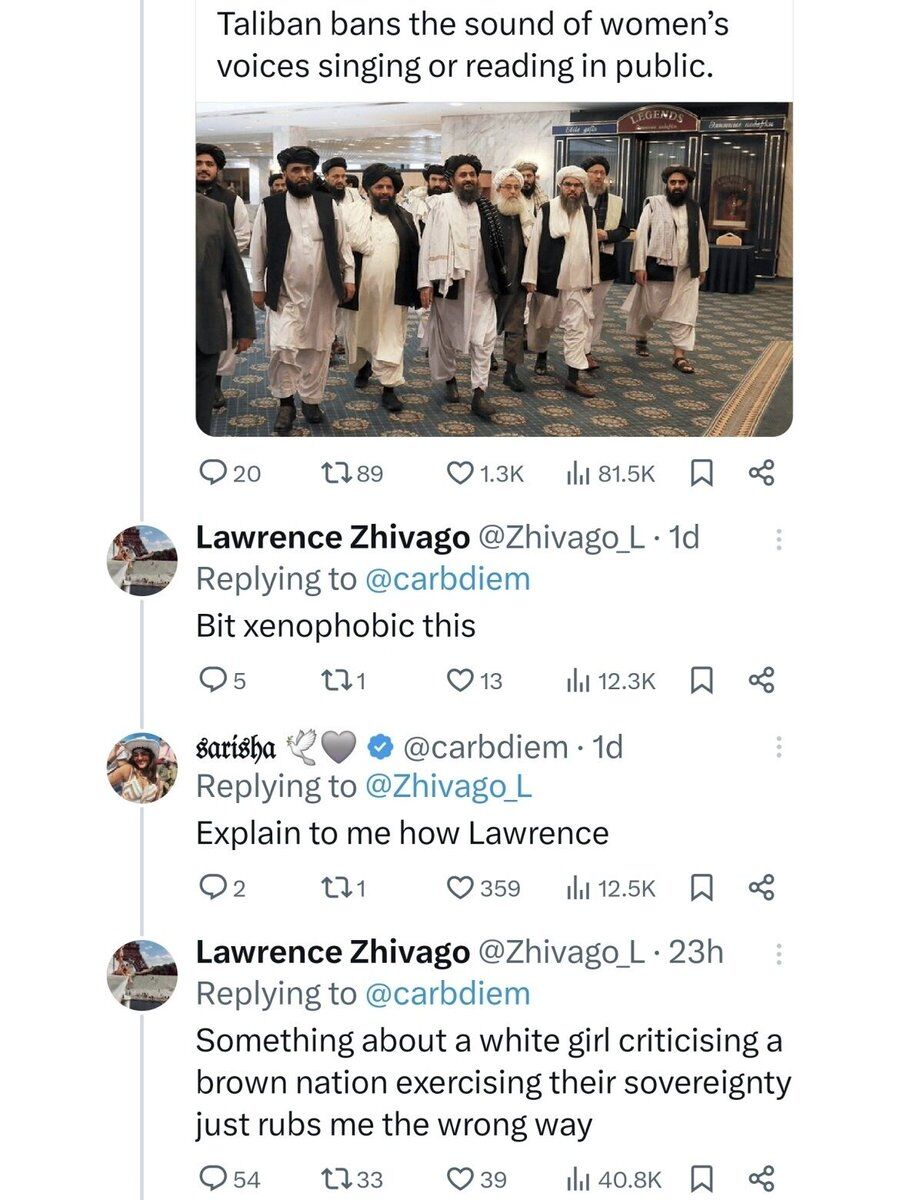 Taliban bans the sound of women’s
voices singing or reading in public.
LEGENDS
20 89 1.3K 81.5K
Lawrence Zhivago @Zhivago_L · 1d
Replying to @carbdiem
Bit xenophobic this
5 1 13 12.3K
𝖘𝖆𝖗𝖎𝖘𝖍𝖆 🕊️🩶 @carbdiem · 1d
Replying to @Zhivago_L
Explain to me how Lawrence
2 1 359 12.5K
Lawrence Zhivago @Zhivago_L · 23h
Replying to @carbdiem
Something about a white girl criticising a
brown nation exercising their sovereignty
just rubs me the wrong way
54 33 39 40.8K